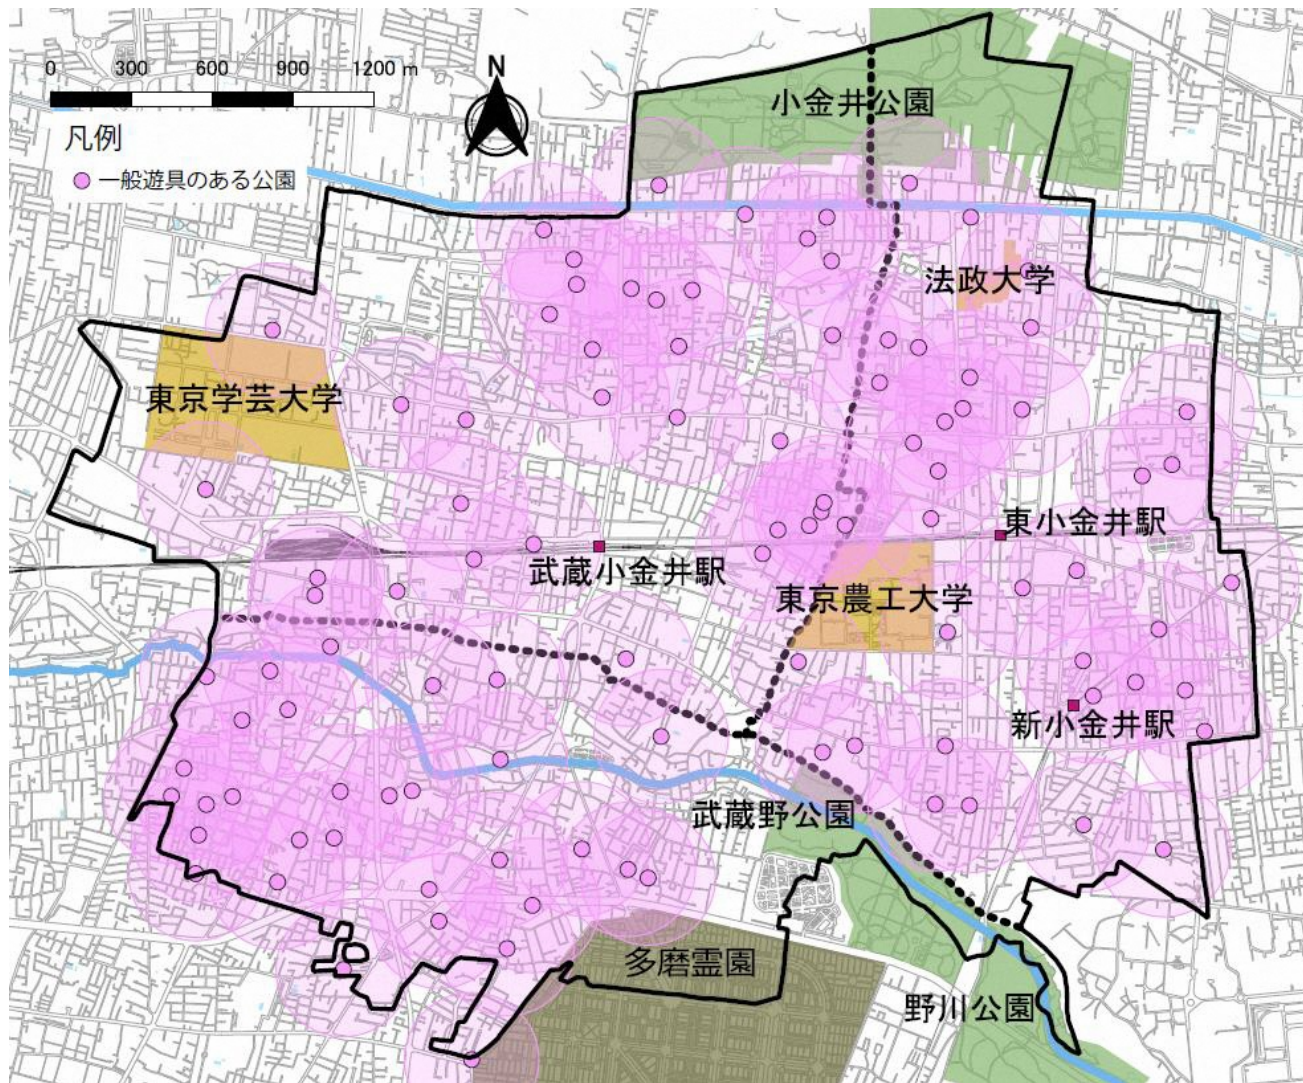 0 300 600 900 1200 m
N
凡例
一般遊具のある公園
小金井公園
法政大学
東京学芸大学
東小金井駅
武蔵小金井駅
東京農工大学
新小金井駅
武蔵野公園
多磨霊園
野川公園